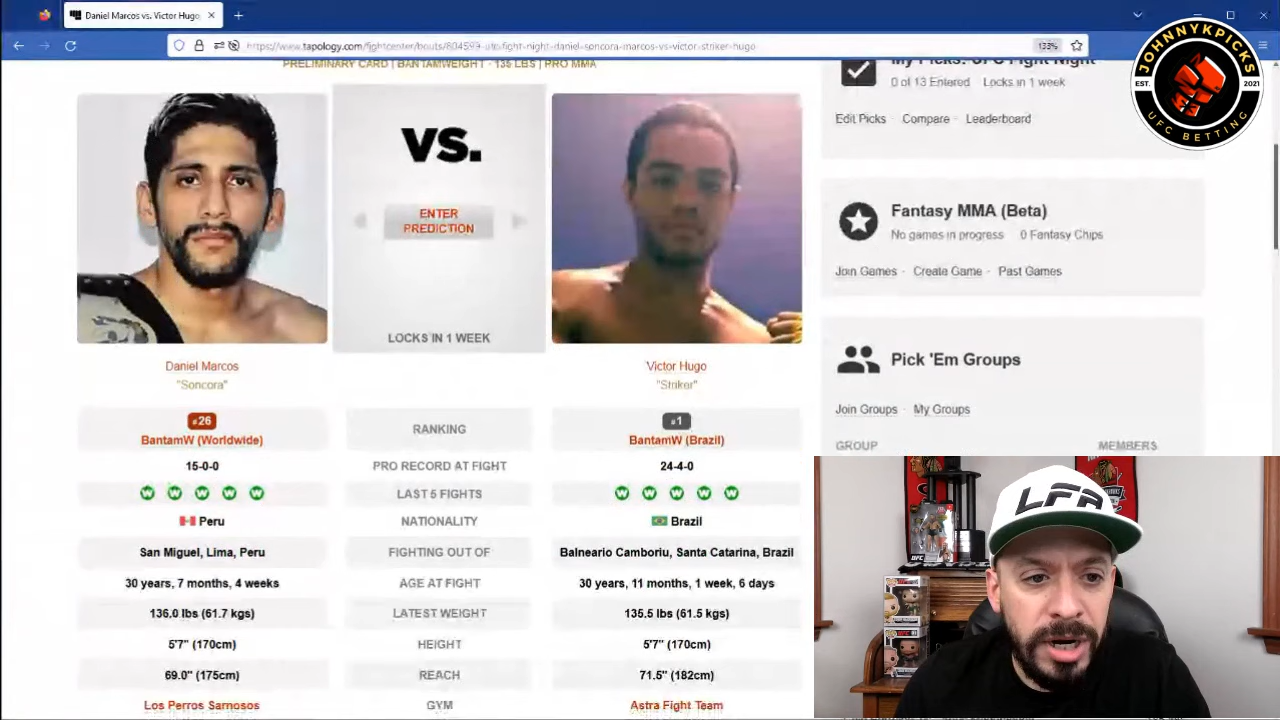 Daniel Marcos vs. Victor Hugo
https://www.tapology.com/fightcenter/bouts/804599-ufc-fight-night-daniel-soncora-marcos-vs-victor-striker-hugo
133%
JOHNNYKPICKS
EST. 2021
UFC BETTING
PRELIMINARY CARD | BANTAMWEIGHT · 135 LBS | PRO MMA
VS.
ENTER
PREDICTION
LOCKS IN 1 WEEK
Daniel Marcos
"Soncora"
Victor Hugo
"Striker"
#26
BantamW (Worldwide)
RANKING
#1
BantamW (Brazil)
15-0-0 PRO RECORD AT FIGHT 24-4-0
W W W W W LAST 5 FIGHTS W W W W W
Peru NATIONALITY Brazil
San Miguel, Lima, Peru FIGHTING OUT OF Balneario Camboriu, Santa Catarina, Brazil
30 years, 7 months, 4 weeks AGE AT FIGHT 30 years, 11 months, 1 week, 6 days
136.0 lbs (61.7 kgs) LATEST WEIGHT 135.5 lbs (61.5 kgs)
5'7" (170cm) HEIGHT 5'7" (170cm)
69.0" (175cm) REACH 71.5" (182cm)
Los Perros Sarnosos GYM Astra Fight Team
My Picks: UFC Fight Night
0 of 13 Entered Locks in 1 week
Edit Picks · Compare · Leaderboard
Fantasy MMA (Beta)
No games in progress 0 Fantasy Chips
Join Games · Create Game · Past Games
Pick 'Em Groups
Join Groups · My Groups
GROUP MEMBERS
LFA